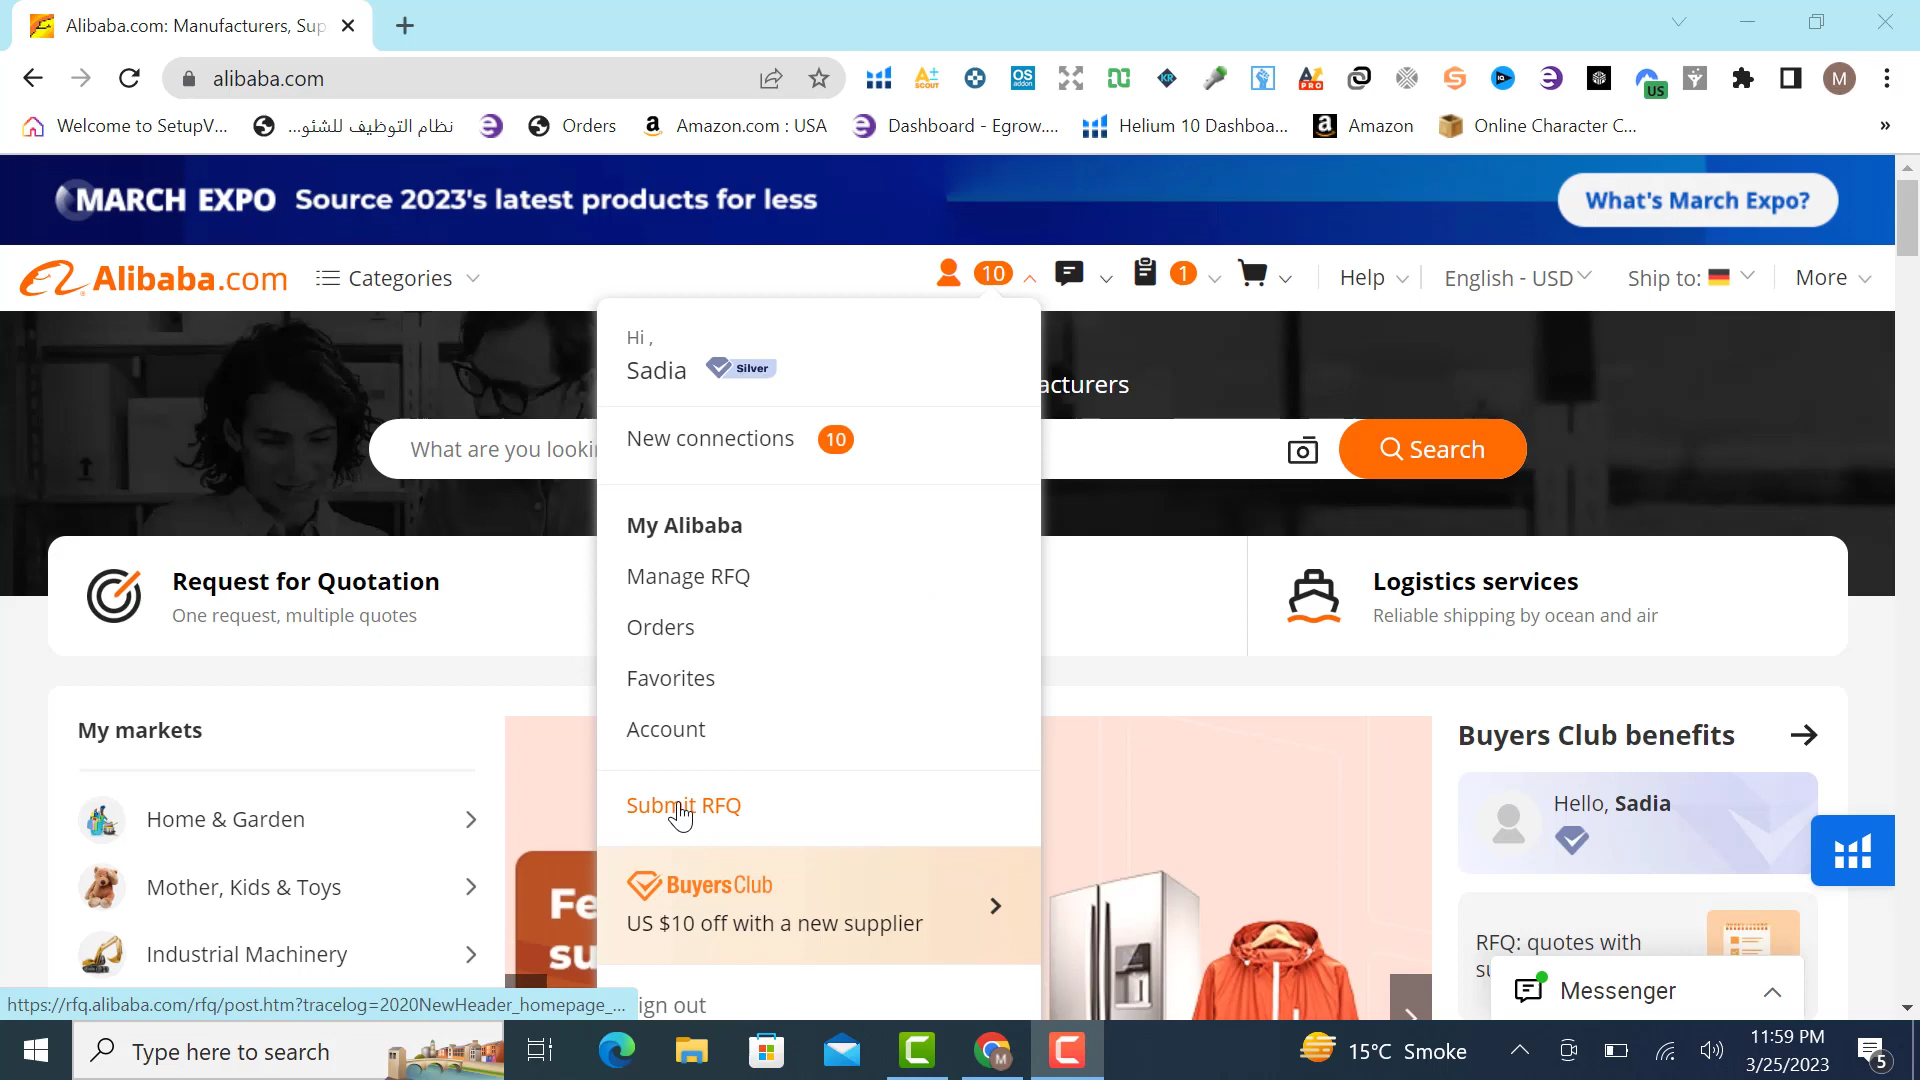 Alibaba.com: Manufacturers, Sup
alibaba.com
Welcome to SetupV...
نظام التوظيف للشئو...
Orders
Amazon.com : USA
Dashboard - Egrow....
Helium 10 Dashboa...
Amazon
Online Character C...
»
MARCH EXPO Source 2023's latest products for less
What's March Expo?
Alibaba.com
Categories
10
1
Help
English - USD
Ship to:
More
Hi ,
Sadia
Silver
acturers
New connections 10
What are you looki
Search
My Alibaba
Manage RFQ
Orders
Favorites
Account
Submit RFQ
BuyersClub
US $10 off with a new supplier
ign out
Request for Quotation
One request, multiple quotes
Logistics services
Reliable shipping by ocean and air
My markets
Home & Garden
Mother, Kids & Toys
Industrial Machinery
Fe
su
Buyers Club benefits
Hello, Sadia
RFQ: quotes with
Messenger
https://rfq.alibaba.com/rfq/post.htm?tracelog=2020NewHeader_homepage_...
Type here to search
15°C Smoke
11:59 PM
3/25/2023
5